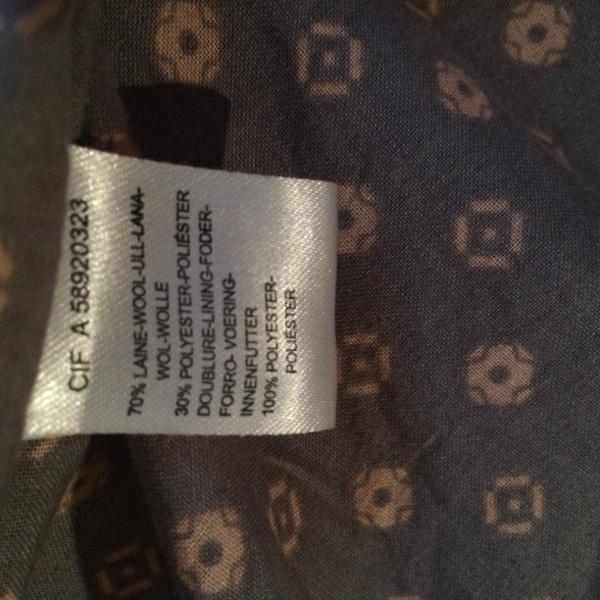 CIF A 58920323
70% LAINE-WOOL-ULL-LANA-
WOL-WOLLE
30% POLYESTER-POLIÉSTER
DOUBLURE-LINING-FODER-
FORRO- VOERING-
INNENFUTTER
100% POLYESTER-
POLIÉSTER